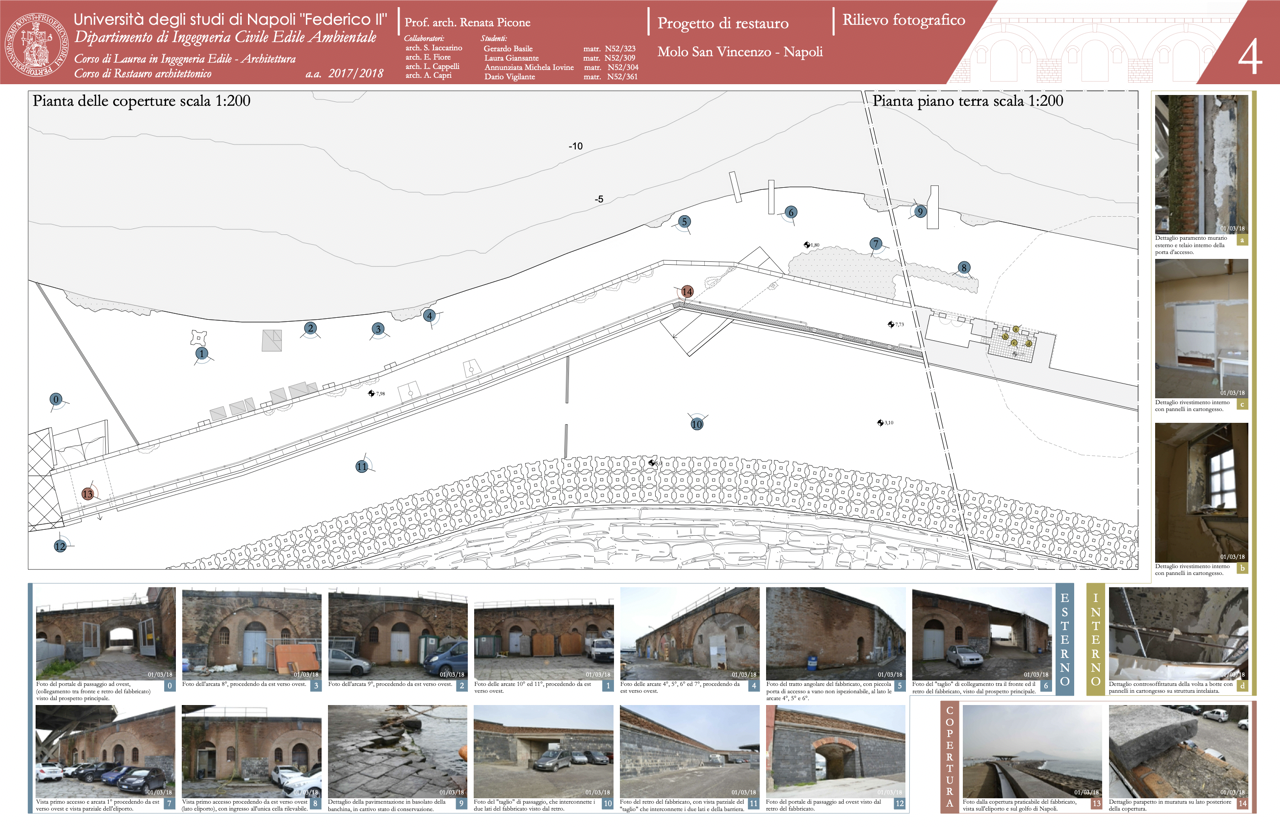 Università degli studi di Napoli "Federico II"
Dipartimento di Ingegneria Civile Edile Ambientale
Corso di Laurea in Ingegneria Edile - Architettura
Corso di Restauro architettonico
a.a. 2017/2018
Prof. arch. Renata Picone
Collaboratori:
arch. S. Iaccarino
arch. E. Fiore
arch. L. Cappelli
arch. A. Capri
Studenti:
Gerardo Basile matr. N52/323
Laura Giansante matr. N52/309
Annunziata Michela Iovine matr. N52/304
Dario Vigilante matr. N52/361
Progetto di restauro
Molo San Vincenzo - Napoli
Rilievo fotografico
4
Pianta delle coperture scala 1:200
Pianta piano terra scala 1:200
-10
-5
5
6
9
7
8
14
4
3
2
1
0
7,73
7,98
3,10
10
11
13
12
01/03/18
Dettaglio paramento murario
esterno e telaio interno della
porta d'accesso.
a
01/03/18
Dettaglio rivestimento interno
con pannelli in cartongesso.
c
01/03/18
Dettaglio rivestimento interno
con pannelli in cartongesso.
b
01/03/18
Foto del portale di passaggio ad ovest,
(collegamento tra fronte e retro del fabbricato)
visto dal prospetto principale.
0
01/03/18
Foto dell'arcata 8°, procedendo da est verso ovest.
3
01/03/18
Foto dell'arcata 9°, procedendo da est verso ovest.
2
01/03/18
Foto delle arcate 10° ed 11°, procedendo da est
verso ovest.
1
01/03/18
Foto delle arcate 4°, 5°, 6° ed 7°, procedendo da est
verso ovest.
4
01/03/18
Foto del tratto angolare del fabbricato, con piccola
porta di accesso a vano non ispezionabile, al lato le
arcate 4°, 5° e 6°.
5
01/03/18
Foto del "taglio" di collegamento tra il fronte ed il
retro del fabbricato, visto dal prospetto principale.
6
ESTERNO
INTERNO
01/03/18
Dettaglio controsoffittatura della volta a botte con
pannelli in cartongesso su struttura intelaiata.
d
01/03/18
Vista primo accesso e arcata 1° procedendo da est
verso ovest e vista parziale dell'eliporto.
7
01/03/18
Vista primo accesso procedendo da est verso ovest
(lato eliporto), con ingresso all'unica cella rilevabile.
8
01/03/18
Dettaglio della pavimentazione in basolato della
banchina, in cattivo stato di conservazione.
9
01/03/18
Foto del "taglio" di passaggio, che interconnette i
due lati del fabbricato visto dal retro.
10
01/03/18
Foto del retro del fabbricato, con vista parziale del
"taglio" che interconnette i due lati e della barriera.
11
01/03/18
Foto del portale di passaggio ad ovest visto dal
retro del fabbricato.
12
COPERTURA
01/03/18
Foto dalla copertura praticabile del fabbricato,
vista sull'eliporto e sul golfo di Napoli.
13
01/03/18
Dettaglio parapetto in muratura su lato posteriore
della copertura.
14